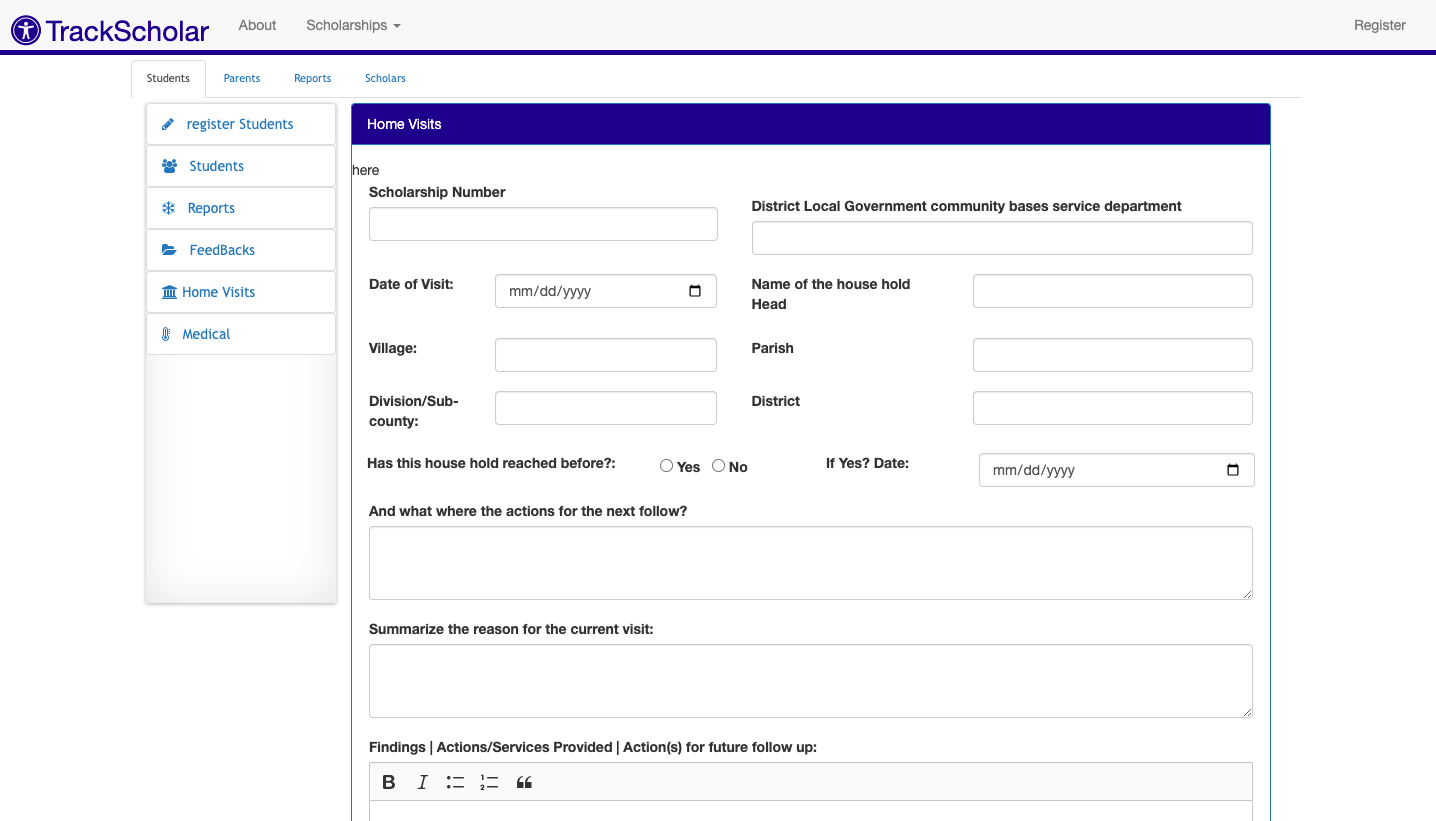 TrackScholar
About
Scholarships
Register
Students
Parents
Reports
Scholars
register Students
Students
Reports
FeedBacks
Home Visits
Medical
Home Visits
here
Scholarship Number
District Local Government community bases service department
Date of Visit:
mm/dd/yyyy
Name of the house hold
Head
Village:
Parish
Division/Sub-
county:
District
Has this house hold reached before?:
Yes
No
If Yes? Date:
mm/dd/yyyy
And what where the actions for the next follow?
Summarize the reason for the current visit:
Findings | Actions/Services Provided | Action(s) for future follow up:
B I